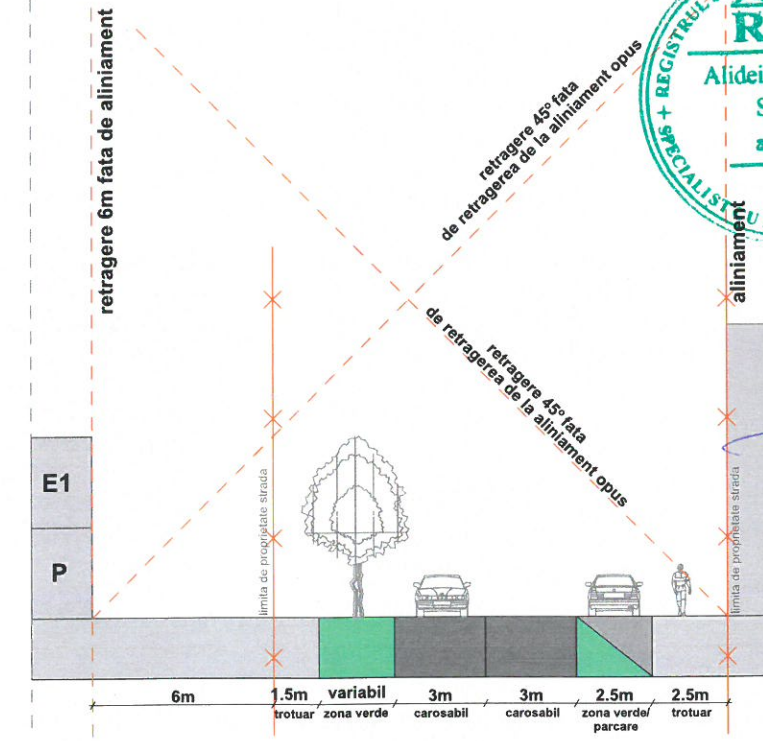 retragere 6m fata de aliniament
retragere 45° fata
de retragerea de la aliniament opus
retragere 45° fata
de retragerea de la aliniament opus
REGISTRUL
R
Alidei
S
SPECIALIST
aliniament
E1
P
limita de proprietate strada
limita de proprietate strada
6m
1.5m
variabil
3m
3m
2.5m
2.5m
trotuar
zona verde
carosabil
carosabil
zona verde/
parcare
trotuar